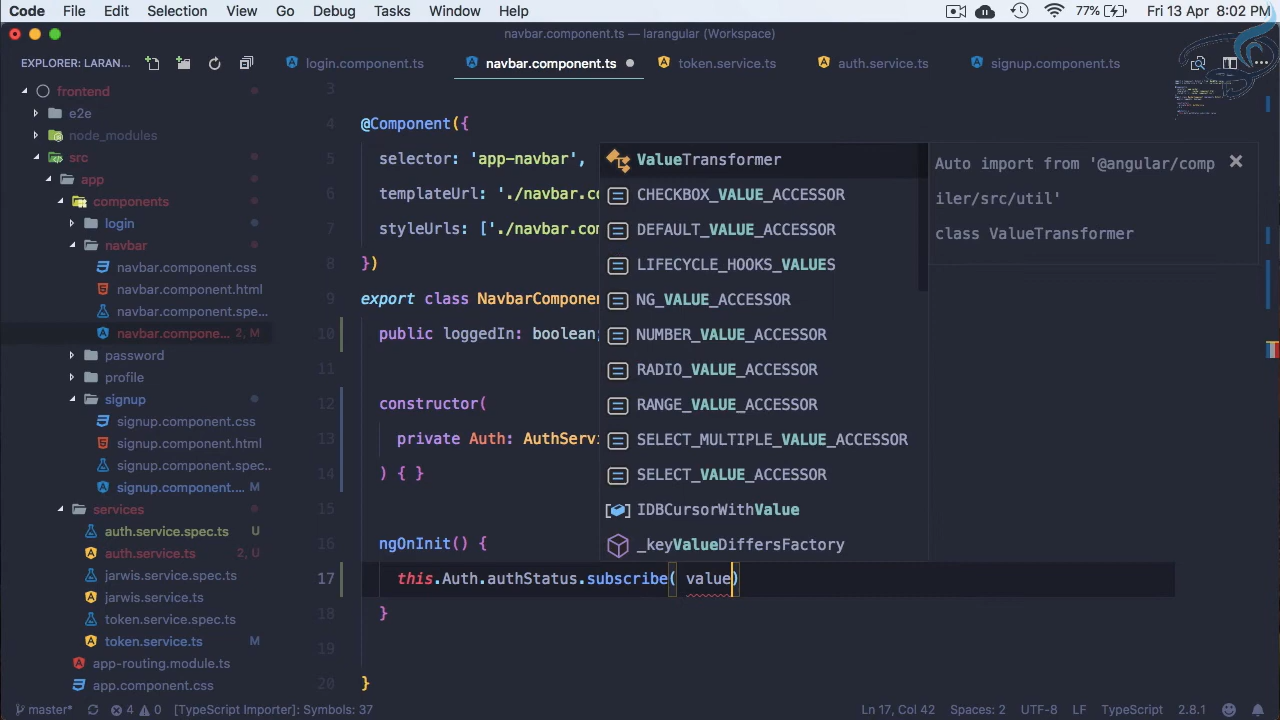 Code File Edit Selection View Go Debug Tasks Window Help 77% Fri 13 Apr 8:02 PM
navbar.component.ts — larangular (Workspace)
EXPLORER: LARAN...
login.component.ts navbar.component.ts token.service.ts auth.service.ts signup.component.ts
frontend
e2e
node_modules
src
app
components
login
navbar
navbar.component.css
navbar.component.html
navbar.component.spe...
navbar.compone... 2, M
password
profile
signup
signup.component.css
signup.component.html
signup.component.spec...
signup.component.... M
services
auth.service.spec.ts U
auth.service.ts 2, U
jarwis.service.spec.ts
jarwis.service.ts
token.service.spec.ts
token.service.ts M
app-routing.module.ts
app.component.css
3
4 @Component({
5 selector: 'app-navbar',
6 templateUrl: './navbar.co
7 styleUrls: ['./navbar.com
8 })
9 export class NavbarComponen
10 public loggedIn: boolean;
11
12 constructor(
13 private Auth: AuthServi
14 ) { }
15
16 ngOnInit() {
17 this.Auth.authStatus.subscribe( value)
18 }
19
20 }
ValueTransformer
CHECKBOX_VALUE_ACCESSOR
DEFAULT_VALUE_ACCESSOR
LIFECYCLE_HOOKS_VALUES
NG_VALUE_ACCESSOR
NUMBER_VALUE_ACCESSOR
RADIO_VALUE_ACCESSOR
RANGE_VALUE_ACCESSOR
SELECT_MULTIPLE_VALUE_ACCESSOR
SELECT_VALUE_ACCESSOR
IDBCursorWithValue
_keyValueDiffersFactory
Auto import from '@angular/comp
iler/src/util'
class ValueTransformer
master* 4 0 [TypeScript Importer]: Symbols: 37 Ln 17, Col 42 Spaces: 2 UTF-8 LF TypeScript 2.8.1